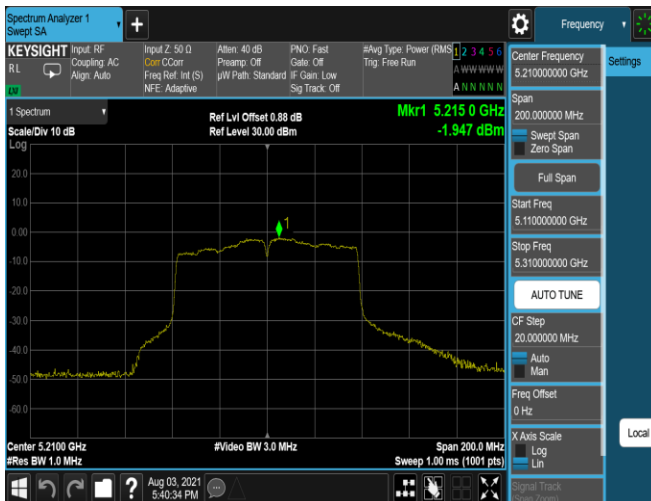 Spectrum Analyzer 1
Swept SA
+
Frequency
KEYSIGHT
RL
Input: RF
Coupling: AC
Align: Auto
Input Z: 50 Ω
Corr CCorr
Freq Ref: Int (S)
NFE: Adaptive
Atten: 40 dB
Preamp: Off
µW Path: Standard
PNO: Fast
Gate: Off
IF Gain: Low
Sig Track: Off
#Avg Type: Power (RMS
Trig: Free Run
1 2 3 4 5 6
A W W W W W
A N N N N N
1 Spectrum
Scale/Div 10 dB
Log
Ref Lvl Offset 0.88 dB
Ref Level 30.00 dBm
Mkr1 5.215 0 GHz
-1.947 dBm
20.0
10.0
0.00
-10.0
-20.0
-30.0
-40.0
-50.0
-60.0
1
Center 5.2100 GHz
#Res BW 1.0 MHz
#Video BW 3.0 MHz
Span 200.0 MHz
Sweep 1.00 ms (1001 pts)
Aug 03, 2021
5:40:34 PM
Center Frequency
5.210000000 GHz
Span
200.000000 MHz
Swept Span
Zero Span
Full Span
Start Freq
5.110000000 GHz
Stop Freq
5.310000000 GHz
AUTO TUNE
CF Step
20.000000 MHz
Auto
Man
Freq Offset
0 Hz
X Axis Scale
Log
Lin
Signal Track
(Span Zoom)
Settings
Local